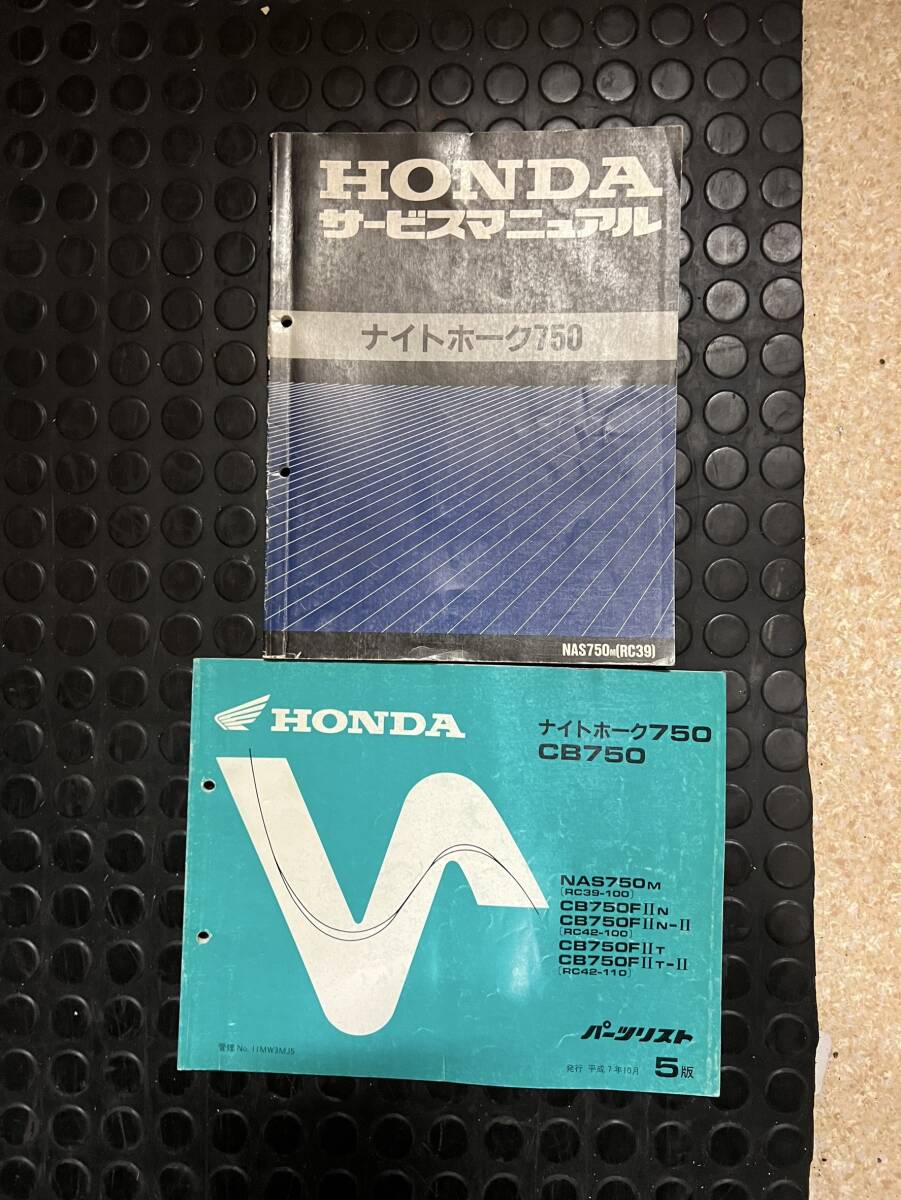 HONDA
サービスマニュアル
ナイトホーク750
NAS750M(RC39)
HONDA
ナイトホーク750
CB750
NAS750M
(RC39-100)
CB750FⅡN
CB750FⅡN-Ⅱ
(RC42-100)
CB750FⅡT
CB750FⅡT-Ⅱ
(RC42-110)
パーツリスト
管理 No. 11MW3MJ5
発行 平成 7 年10月 5版